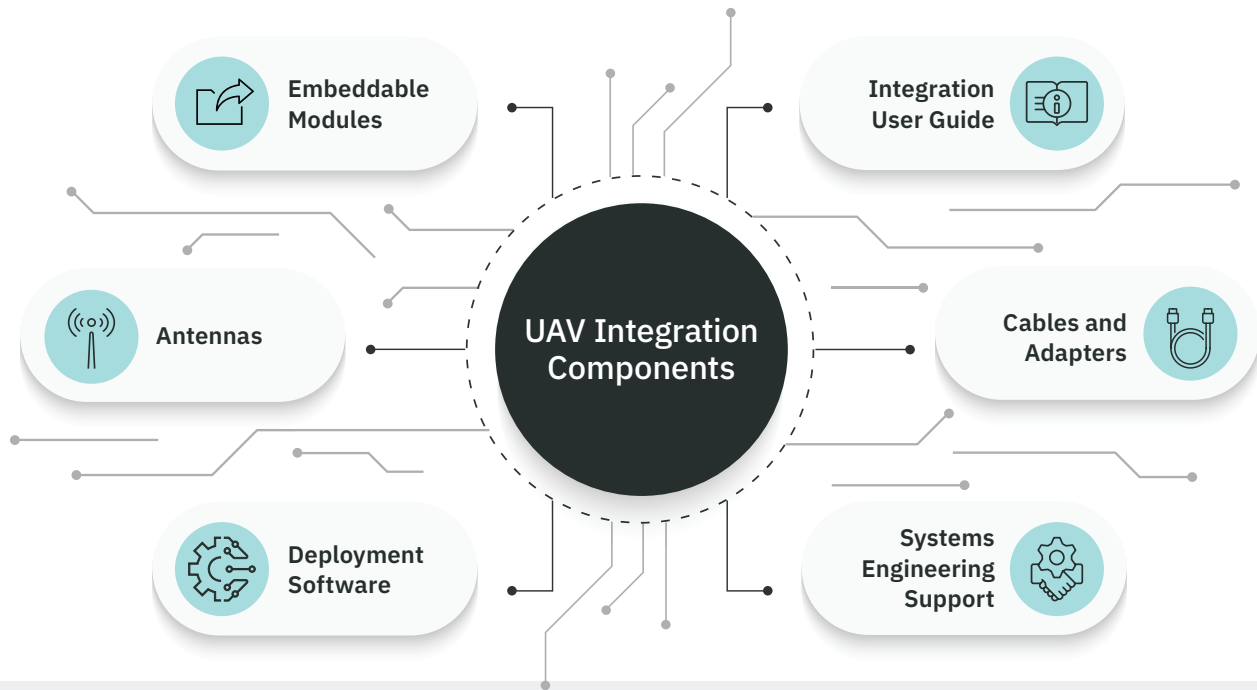 Embeddable
Modules
Integration
User Guide
Antennas
UAV Integration
Components
Cables and
Adapters
Deployment
Software
Systems
Engineering
Support